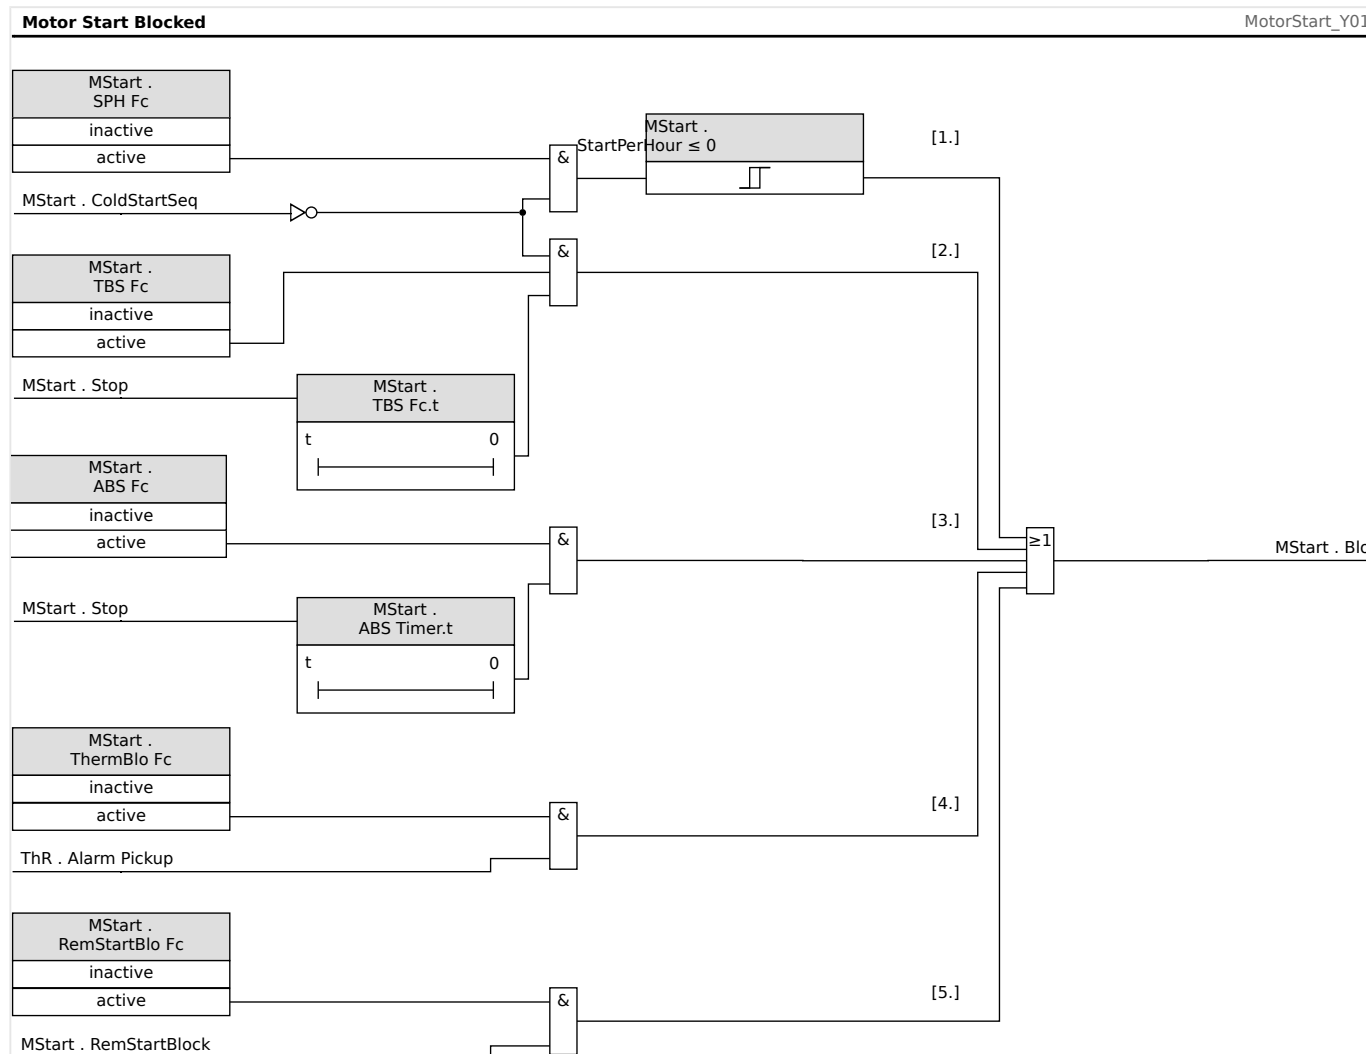 Motor Start Blocked
MotorStart_Y01
MStart .
SPH Fc
inactive
active
MStart . ColdStartSeq
&
MStart .
StartPerHour ≤ 0
[1.]
&
[2.]
MStart .
TBS Fc
inactive
active
MStart . Stop
MStart .
TBS Fc.t
t 0
MStart .
ABS Fc
inactive
active
&
[3.]
≥1
MStart . Blo
MStart . Stop
MStart .
ABS Timer.t
t 0
MStart .
ThermBlo Fc
inactive
active
&
[4.]
ThR . Alarm Pickup
MStart .
RemStartBlo Fc
inactive
active
&
[5.]
MStart . RemStartBlock